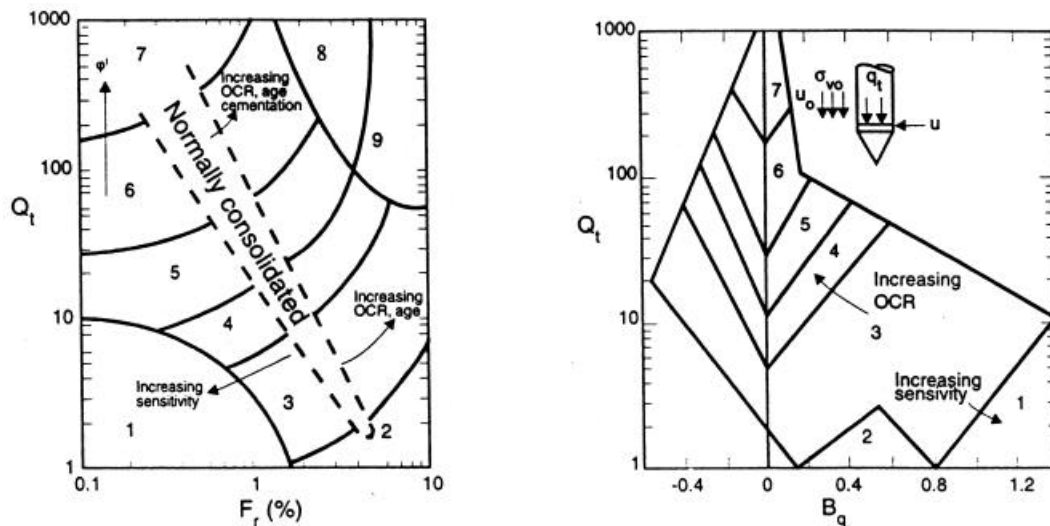 1000
7
8
φ'
Increasing
OCR, age
cementation
9
Normally consolidated
100
6
Qt
5
10
4
Increasing
OCR, age
Increasing
sensitivity
3
1
2
1
0.1
1
10
Fr (%)
1000
7
σvo
uo
qt
u
6
100
Qt
5
4
Increasing
OCR
10
3
Increasing
sensivity
1
2
1
-0.4
0
0.4
0.8
1.2
Bq